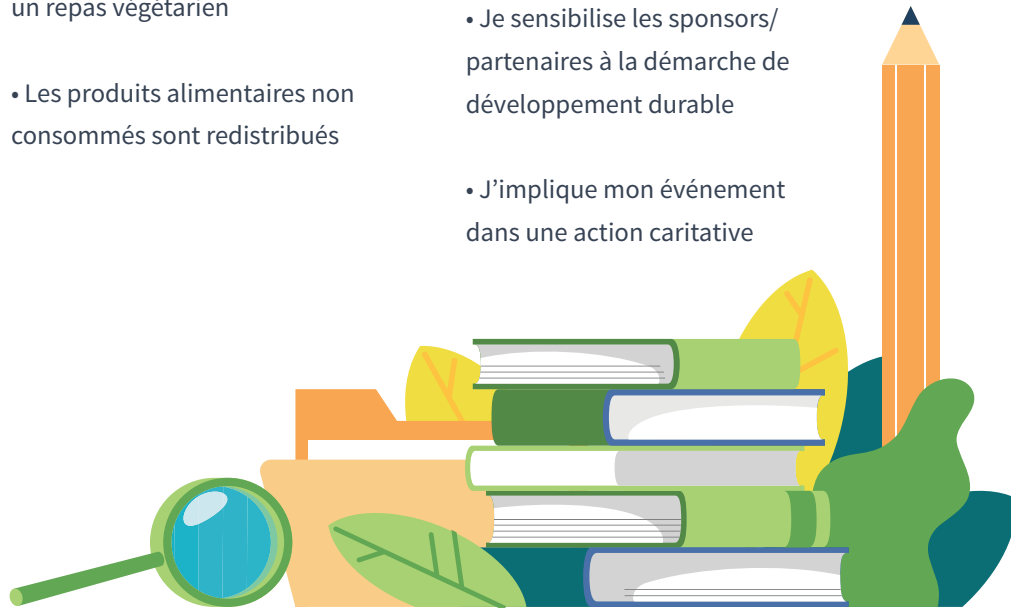 un repas végétarien
• Les produits alimentaires non
consommés sont redistribués
• Je sensibilise les sponsors/
partenaires à la démarche de
développement durable
• J’implique mon événement
dans une action caritative